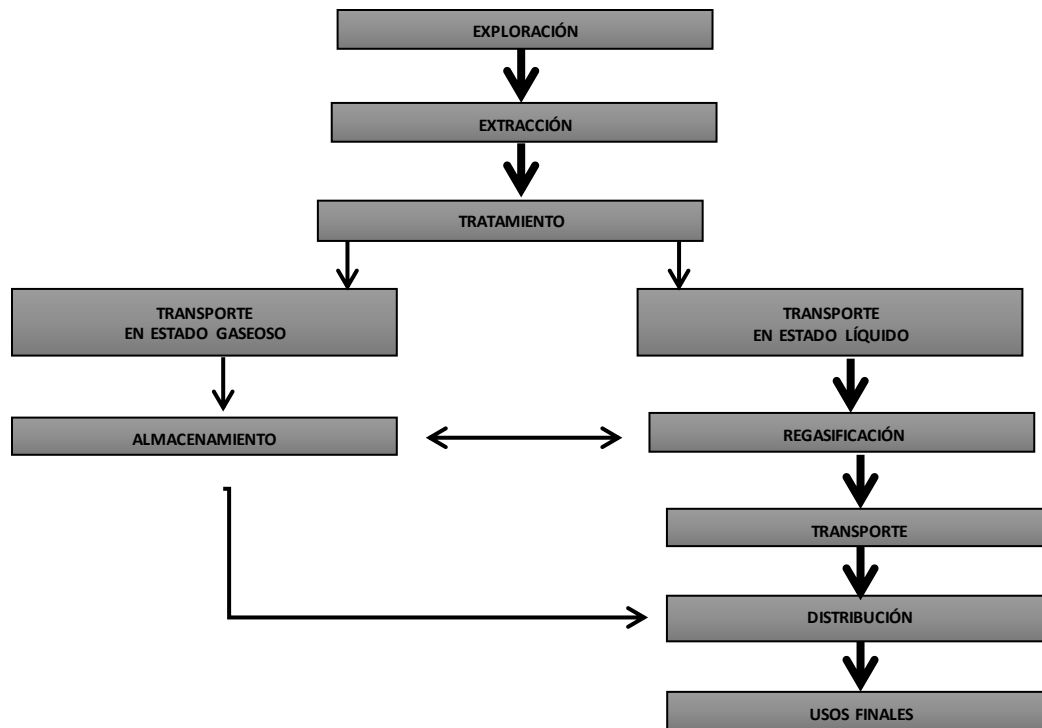 EXPLORACIÓN
EXTRACCIÓN
TRATAMIENTO
TRANSPORTE
EN ESTADO GASEOSO
TRANSPORTE
EN ESTADO LÍQUIDO
ALMACENAMIENTO
REGASIFICACIÓN
TRANSPORTE
DISTRIBUCIÓN
USOS FINALES